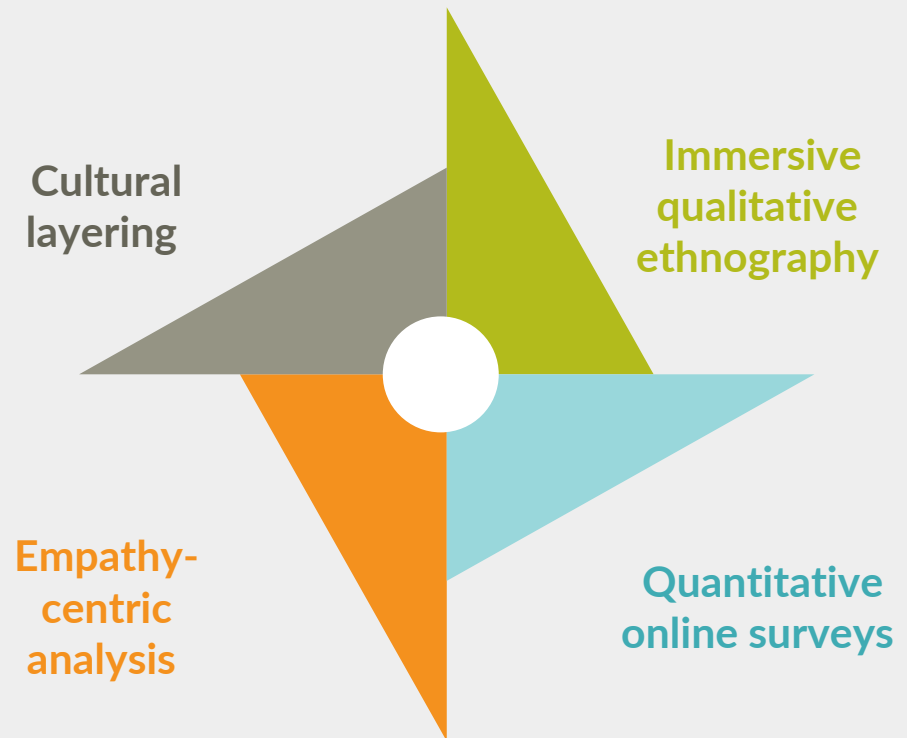 Cultural
layering
Immersive
qualitative
ethnography
Empathy-
centric
analysis
Quantitative
online surveys